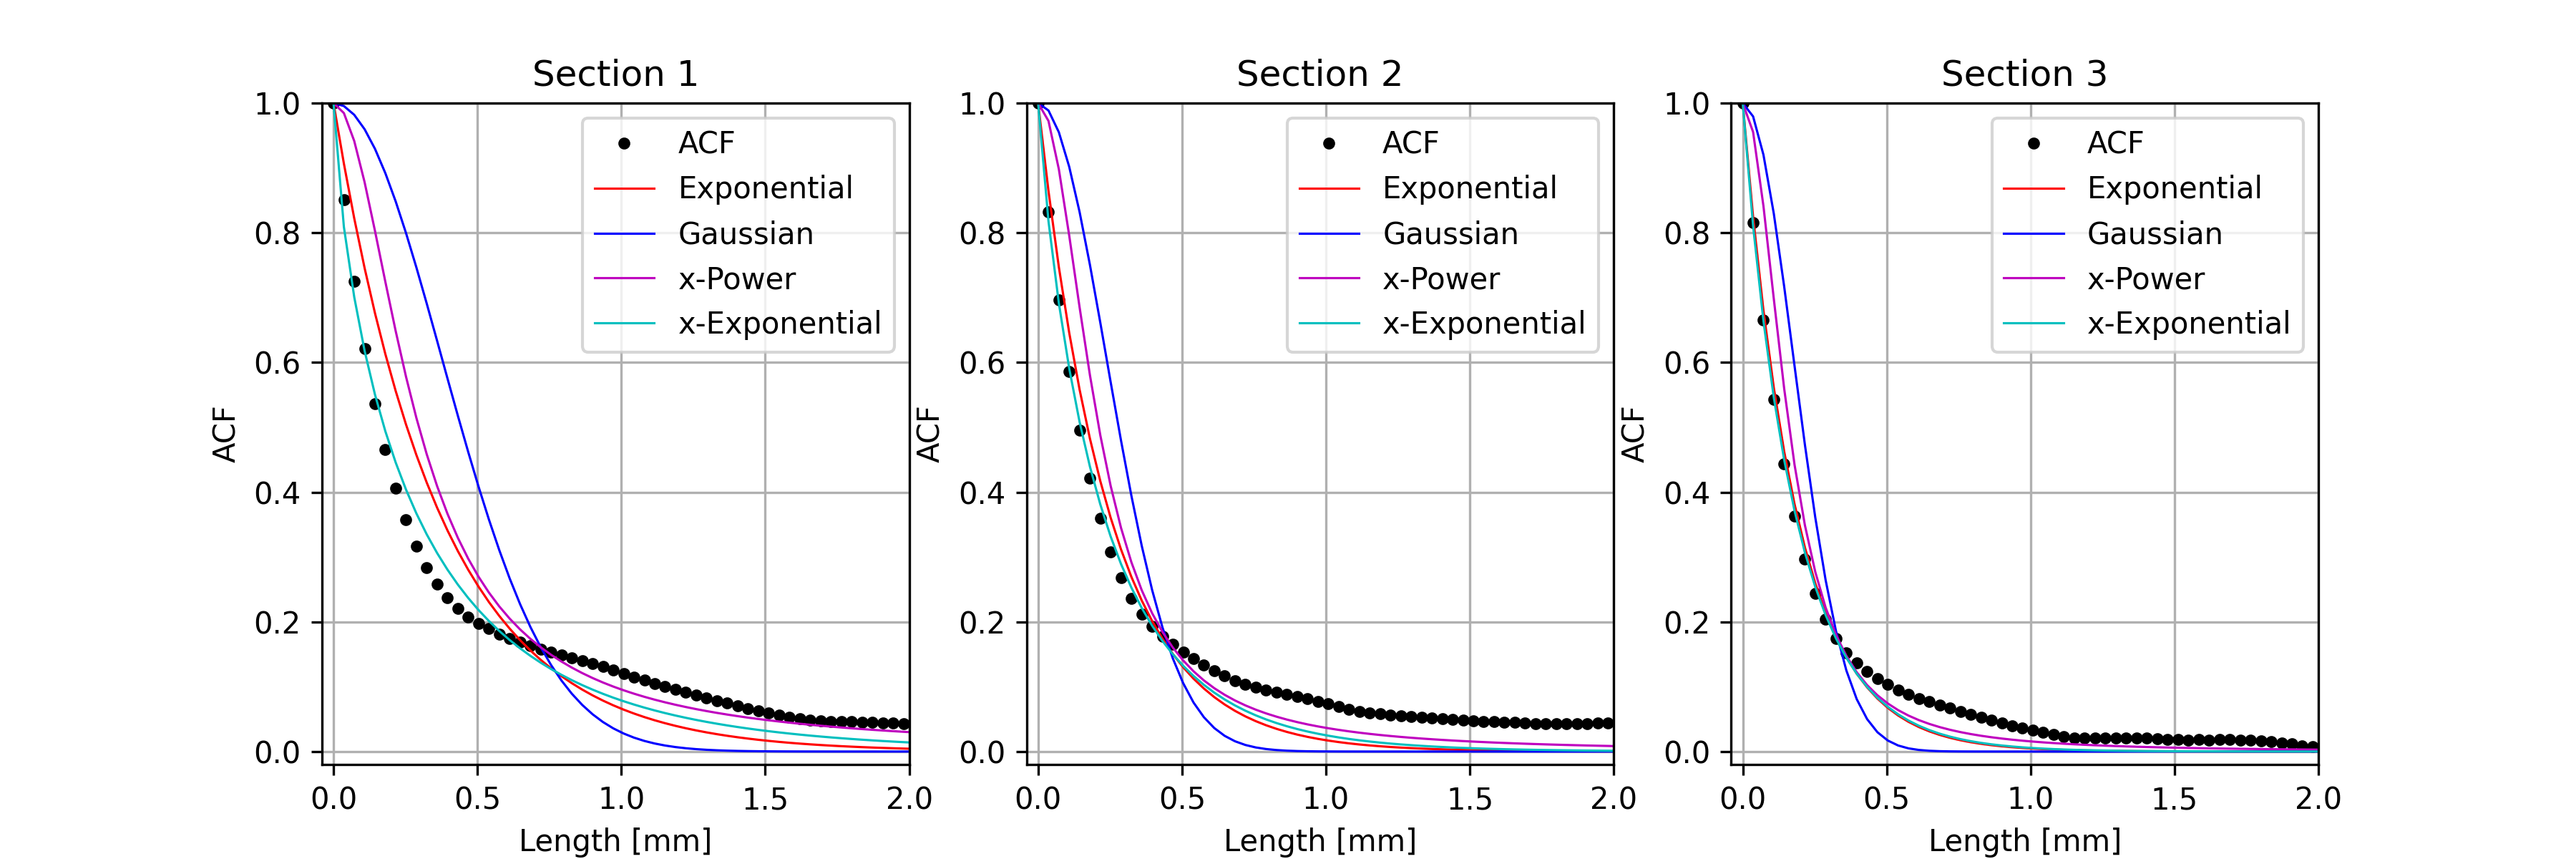 Section 1
1.0
0.8
0.6
0.4
0.2
0.0
ACF
ACF
Exponential
Gaussian
x-Power
x-Exponential
0.0 0.5 1.0 1.5 2.0
Length [mm]
Section 2
1.0
0.8
0.6
0.4
0.2
0.0
ACF
ACF
Exponential
Gaussian
x-Power
x-Exponential
0.0 0.5 1.0 1.5 2.0
Length [mm]
Section 3
1.0
0.8
0.6
0.4
0.2
0.0
ACF
ACF
Exponential
Gaussian
x-Power
x-Exponential
0.0 0.5 1.0 1.5 2.0
Length [mm]